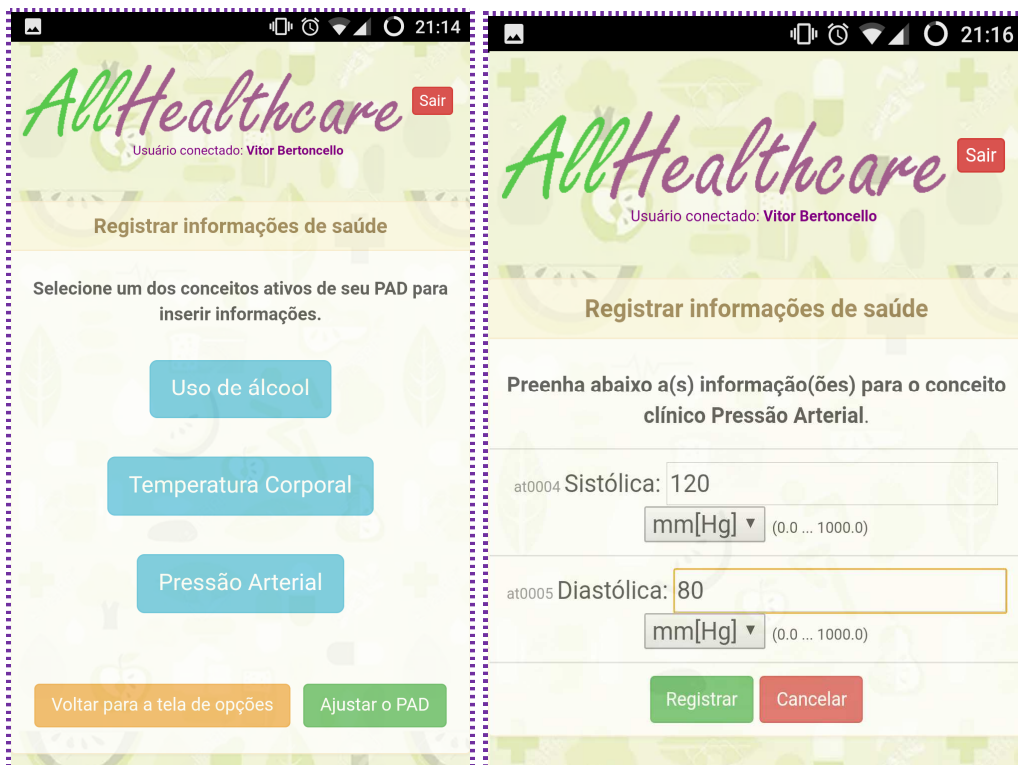 21:14
AllHealthcare
Sair
Usuário conectado: Vitor Bertoncello
Registrar informações de saúde
Selecione um dos conceitos ativos de seu PAD para
inserir informações.
Uso de álcool
Temperatura Corporal
Pressão Arterial
Voltar para a tela de opções
Ajustar o PAD
21:16
AllHealthcare
Sair
Usuário conectado: Vitor Bertoncello
Registrar informações de saúde
Preenha abaixo a(s) informação(ões) para o conceito
clínico Pressão Arterial.
at0004 Sistólica: 120
mm[Hg] (0.0 ... 1000.0)
at0005 Diastólica: 80
mm[Hg] (0.0 ... 1000.0)
Registrar
Cancelar